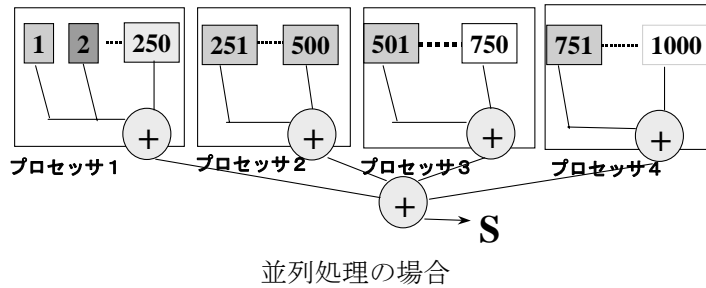 1 2 250 251 500 501 750 751 1000
+ + + +
プロセッサ1 プロセッサ2 プロセッサ3 プロセッサ4
+
S
並列処理の場合